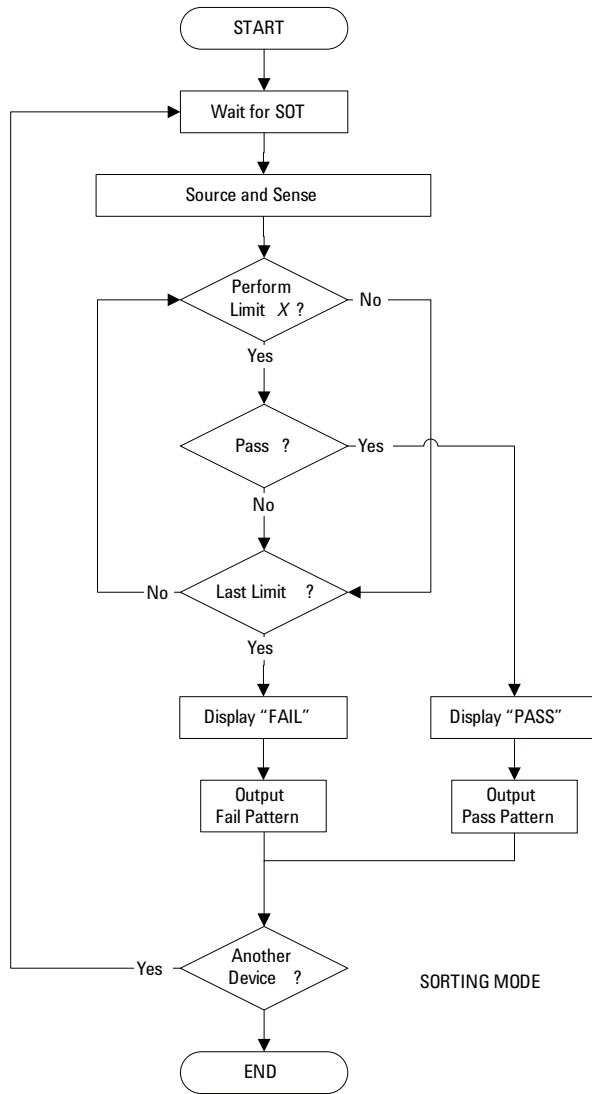 START
Wait for SOT
Source and Sense
Perform
Limit X ?
No
Yes
Pass ?
Yes
No
No
Last Limit ?
Yes
Display “FAIL”
Display “PASS”
Output
Fail Pattern
Output
Pass Pattern
Another
Device ?
Yes
SORTING MODE
END